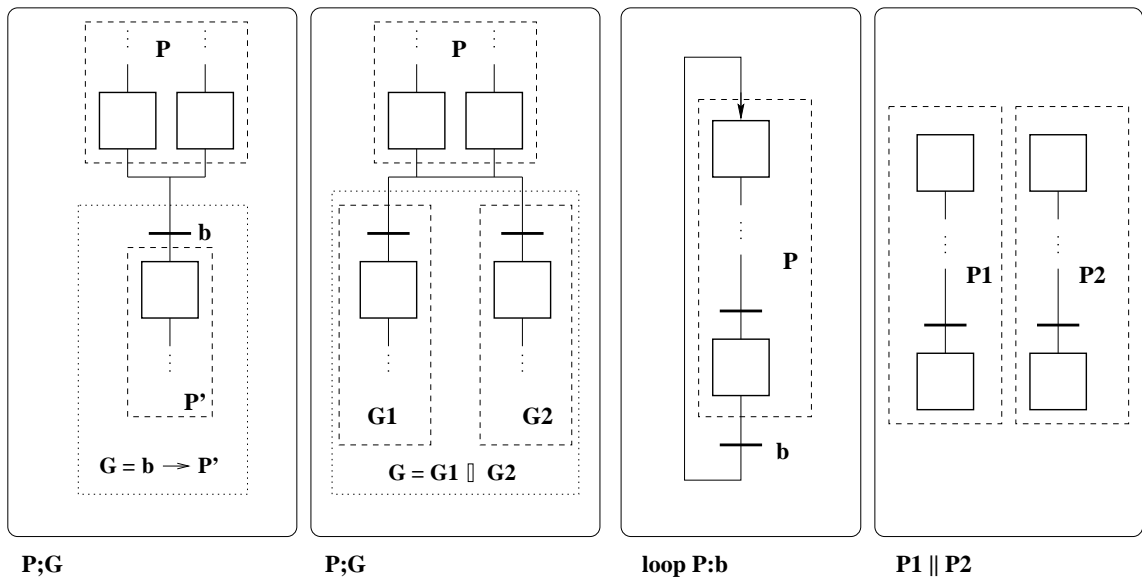 P
b
P'
G = b → P'
P;G
P
G1
G2
G = G1 ▯ G2
P;G
P
b
loop P:b
P1
P2
P1 || P2